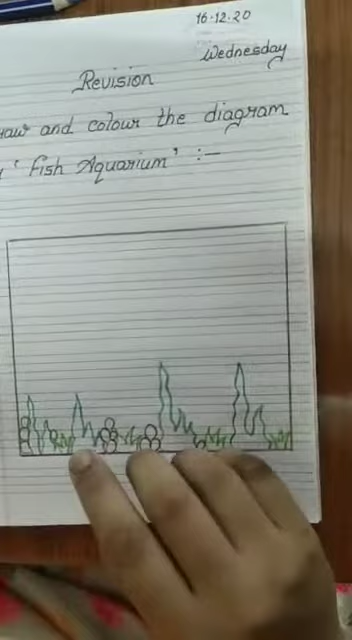 16.12.20
Wednesday
Revision
and colour the diagram
' Fish Aquarium' :-